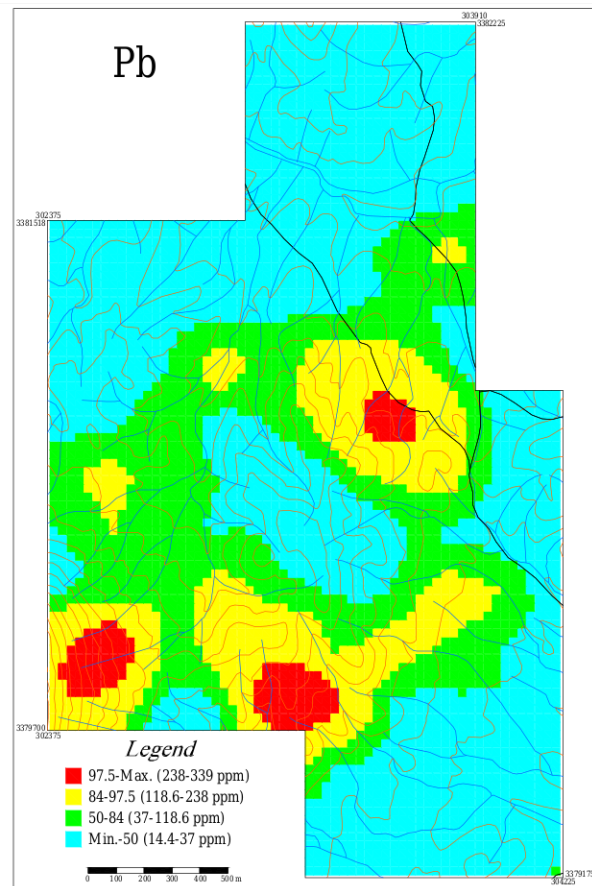 303910
3382225
Pb
302375
3381518
3379700
302375
Legend
97.5-Max. (238-339 ppm)
84-97.5 (118.6-238 ppm)
50-84 (37-118.6 ppm)
Min.-50 (14.4-37 ppm)
0 100 200 300 400 500 m
3379175
304225